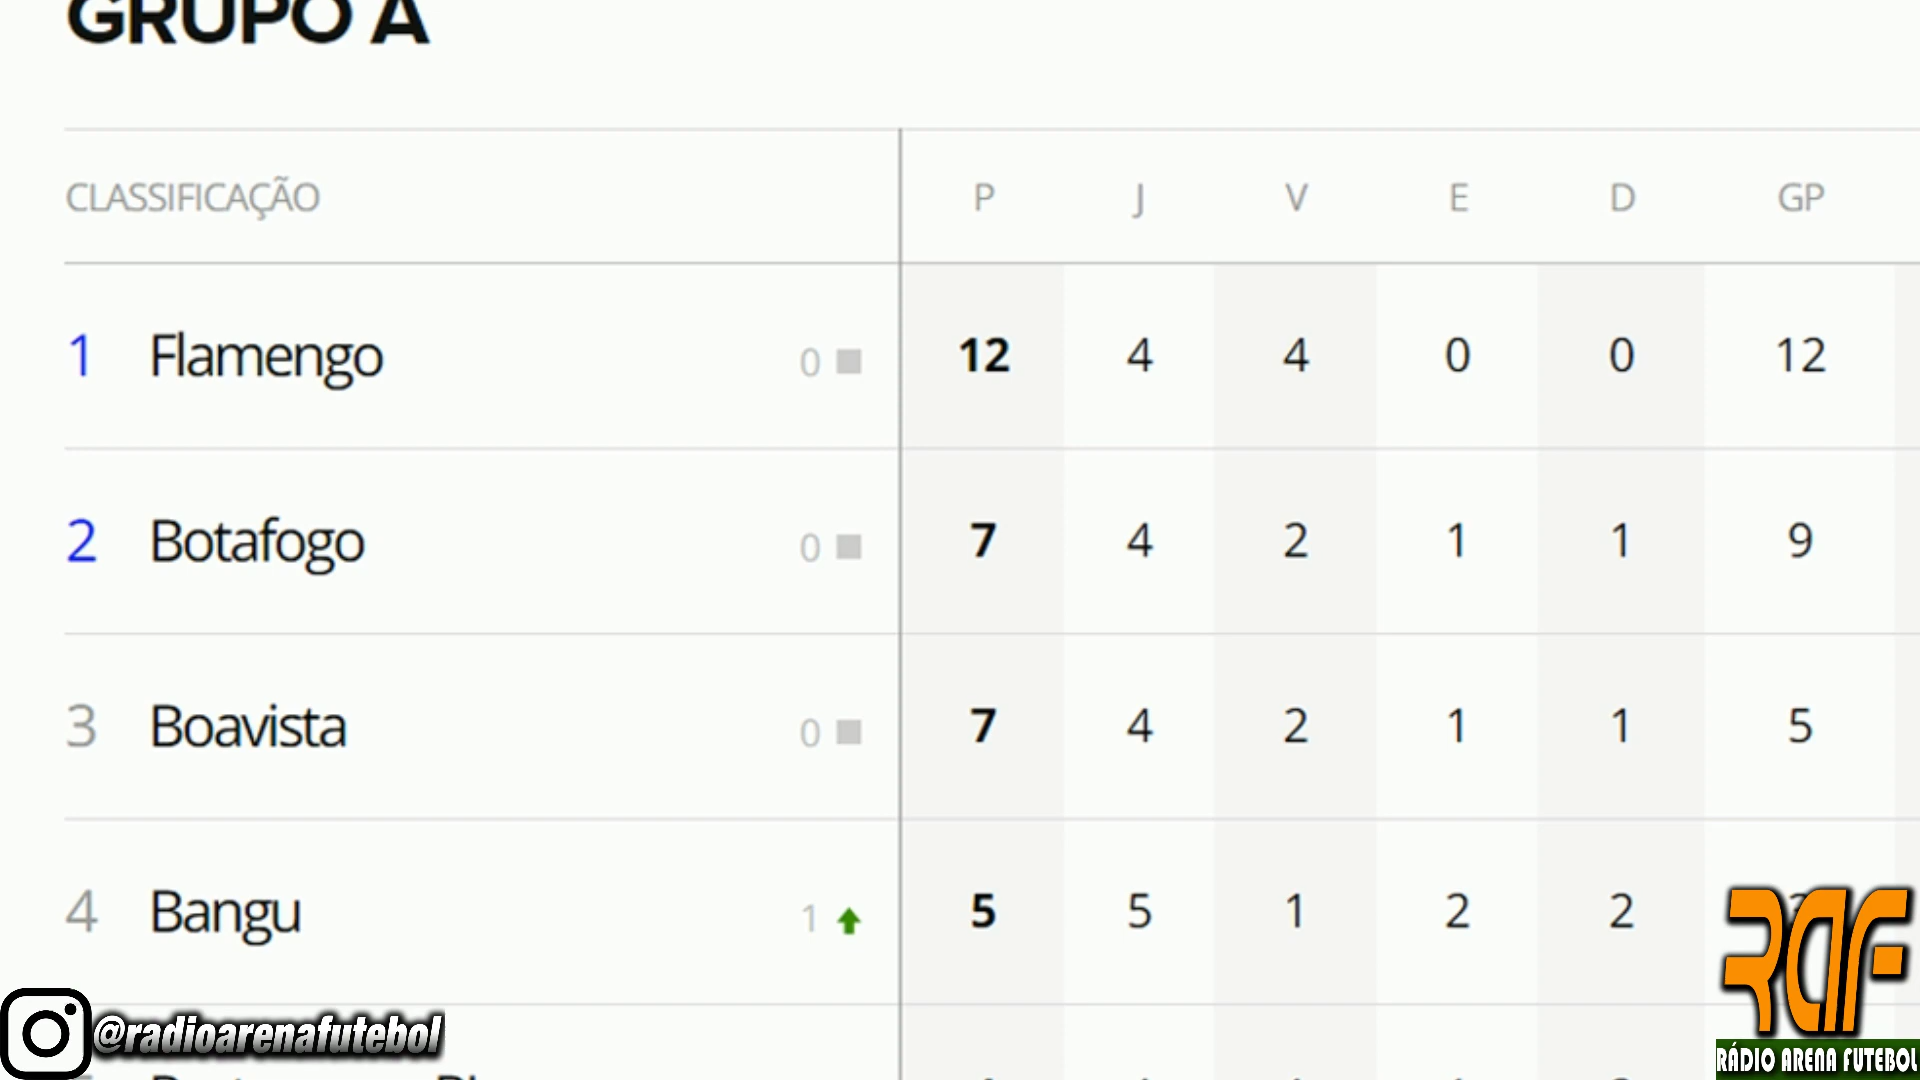 GRUPO A
CLASSIFICAÇÃO P J V E D GP
1 Flamengo 0 12 4 4 0 0 12
2 Botafogo 0 7 4 2 1 1 9
3 Boavista 0 7 4 2 1 1 5
4 Bangu 1 5 5 1 2 2
RAF
@radioarenafutebol
RÁDIO ARENA FUTEBOL